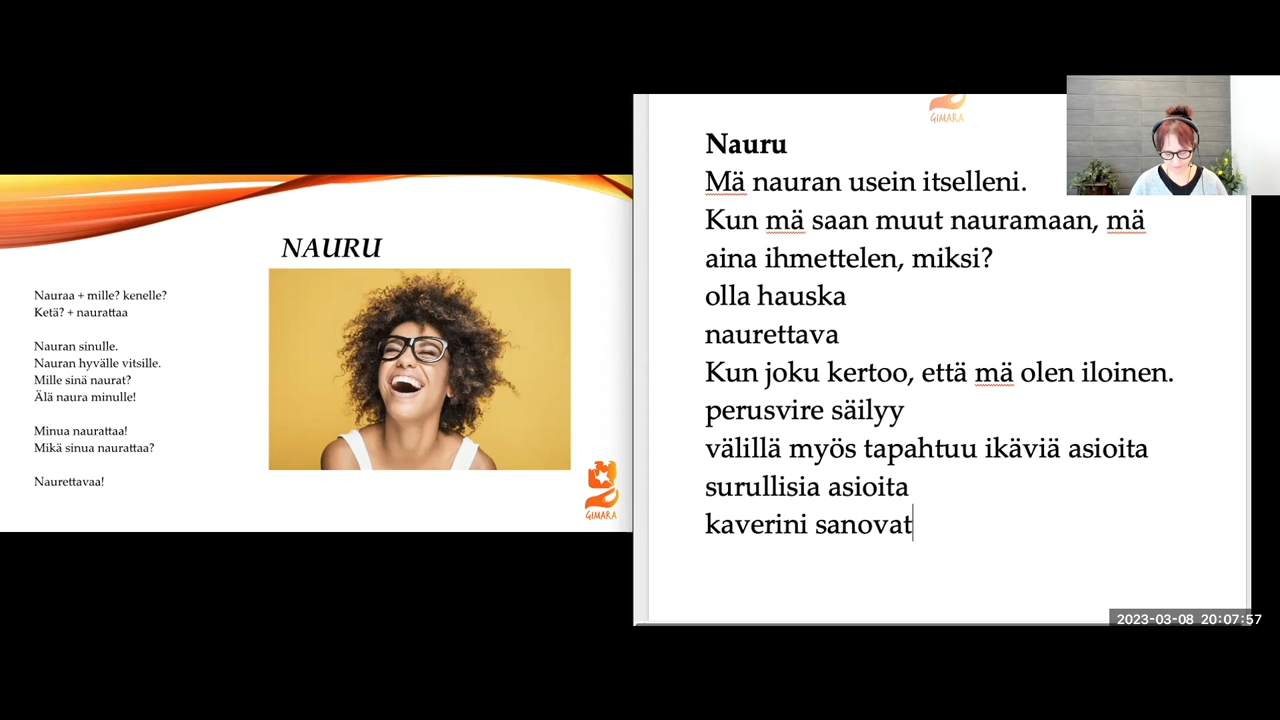 NAURU
Nauraa + mille? kenelle?
Ketä? + naurattaa
Nauran sinulle.
Nauran hyvälle vitsille.
Mille sinä naurat?
Älä naura minulle!
Minua naurattaa!
Mikä sinua naurattaa?
Naurettavaa!
GIMARA
GIMARA
Nauru
Mä nauran usein itselleni.
Kun mä saan muut nauramaan, mä
aina ihmettelen, miksi?
olla hauska
naurettava
Kun joku kertoo, että mä olen iloinen.
perusvire säilyy
välillä myös tapahtuu ikäviä asioita
surullisia asioita
kaverini sanovat
2023-03-08 20:07:57